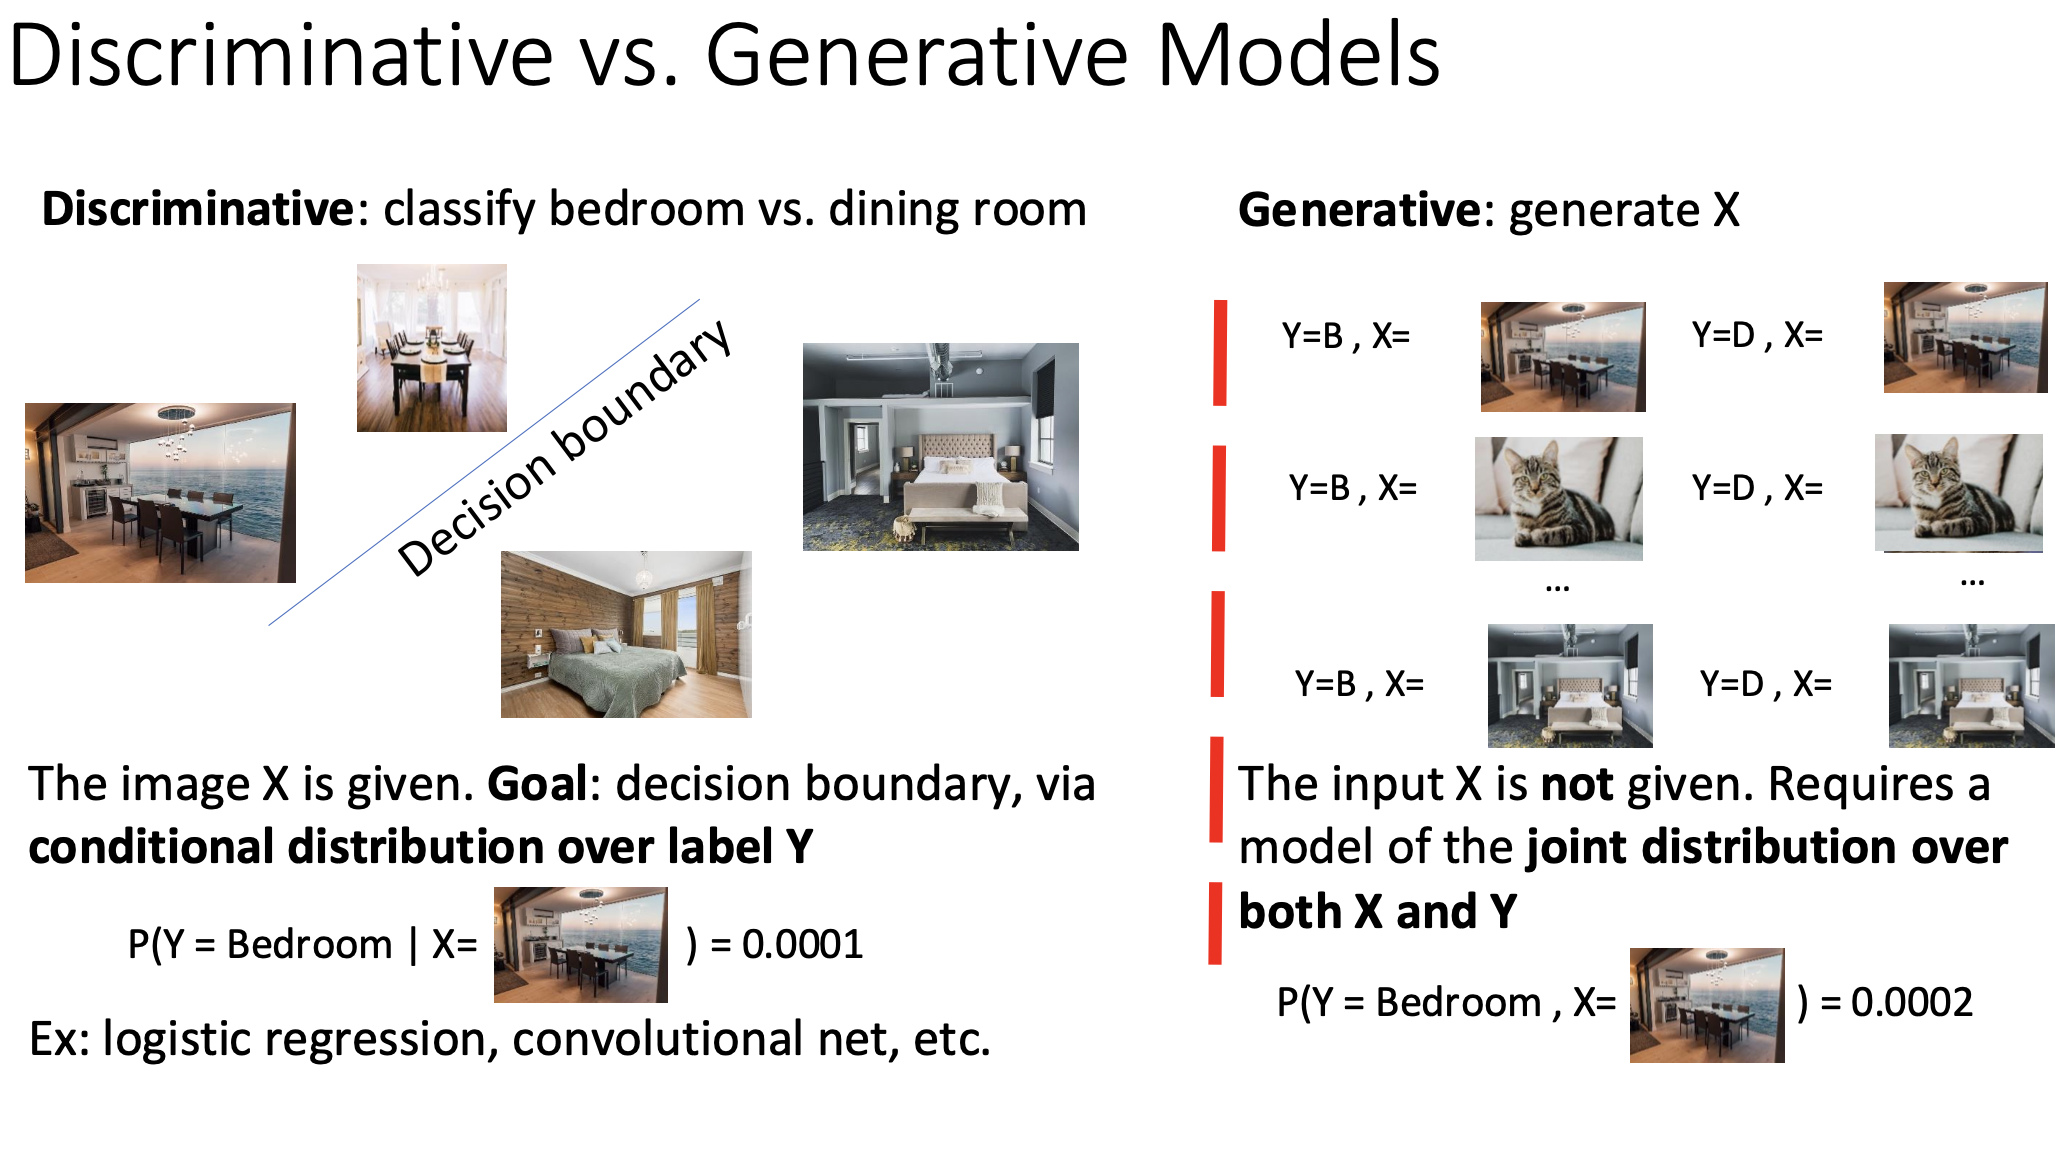 Discriminative vs. Generative Models
Discriminative: classify bedroom vs. dining room
Decision boundary
The image X is given. Goal: decision boundary, via
conditional distribution over label Y
P(Y = Bedroom | X= ) = 0.0001
Ex: logistic regression, convolutional net, etc.
Generative: generate X
Y=B , X= Y=D , X=
Y=B , X= Y=D , X=
... ...
Y=B , X= Y=D , X=
The input X is not given. Requires a
model of the joint distribution over
both X and Y
P(Y = Bedroom , X= ) = 0.0002